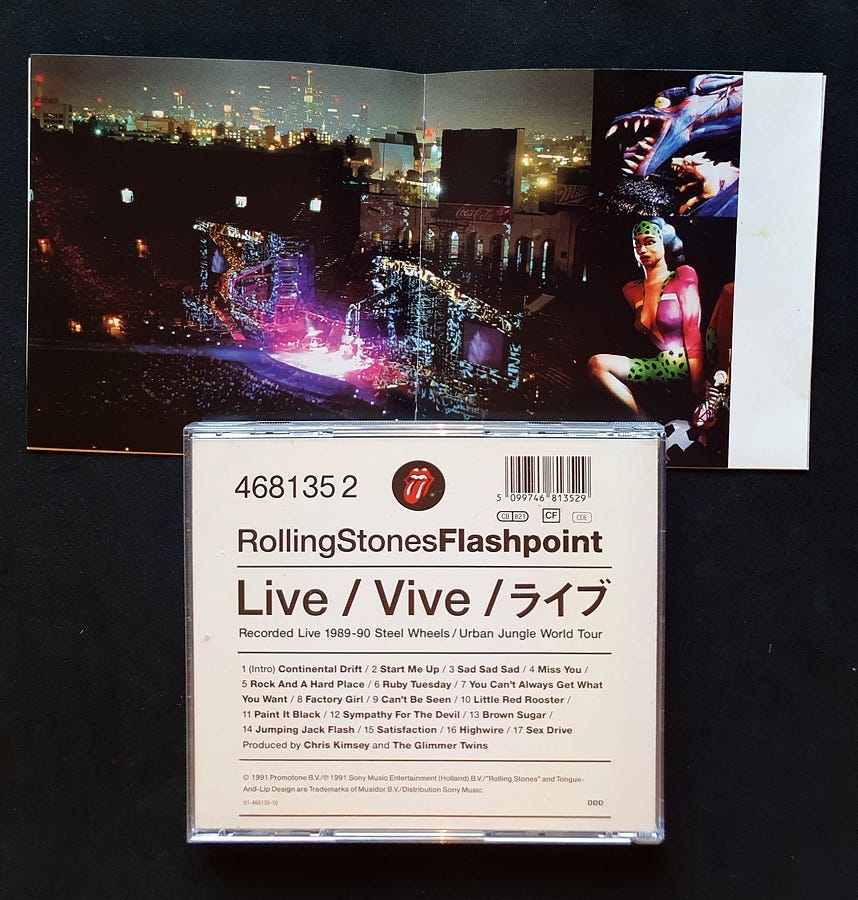 Coca-Cola
Miller
468135 2
5 099746 813529
CB 821 CF CDE
RollingStonesFlashpoint
Live / Vive / ライブ
Recorded Live 1989-90 Steel Wheels / Urban Jungle World Tour
1 (Intro) Continental Drift / 2 Start Me Up / 3 Sad Sad Sad / 4 Miss You /
5 Rock And A Hard Place / 6 Ruby Tuesday / 7 You Can't Always Get What
You Want / 8 Factory Girl / 9 Can't Be Seen / 10 Little Red Rooster /
11 Paint It Black / 12 Sympathy For The Devil / 13 Brown Sugar /
14 Jumping Jack Flash / 15 Satisfaction / 16 Highwire / 17 Sex Drive
Produced by Chris Kimsey and The Glimmer Twins
© 1991 Promotone B.V./℗ 1991 Sony Music Entertainment (Holland) B.V./"Rolling Stones" and Tongue-
And-Lip Design are Trademarks of Musidor B.V./Distribution Sony Music
01-468135-10 DDD